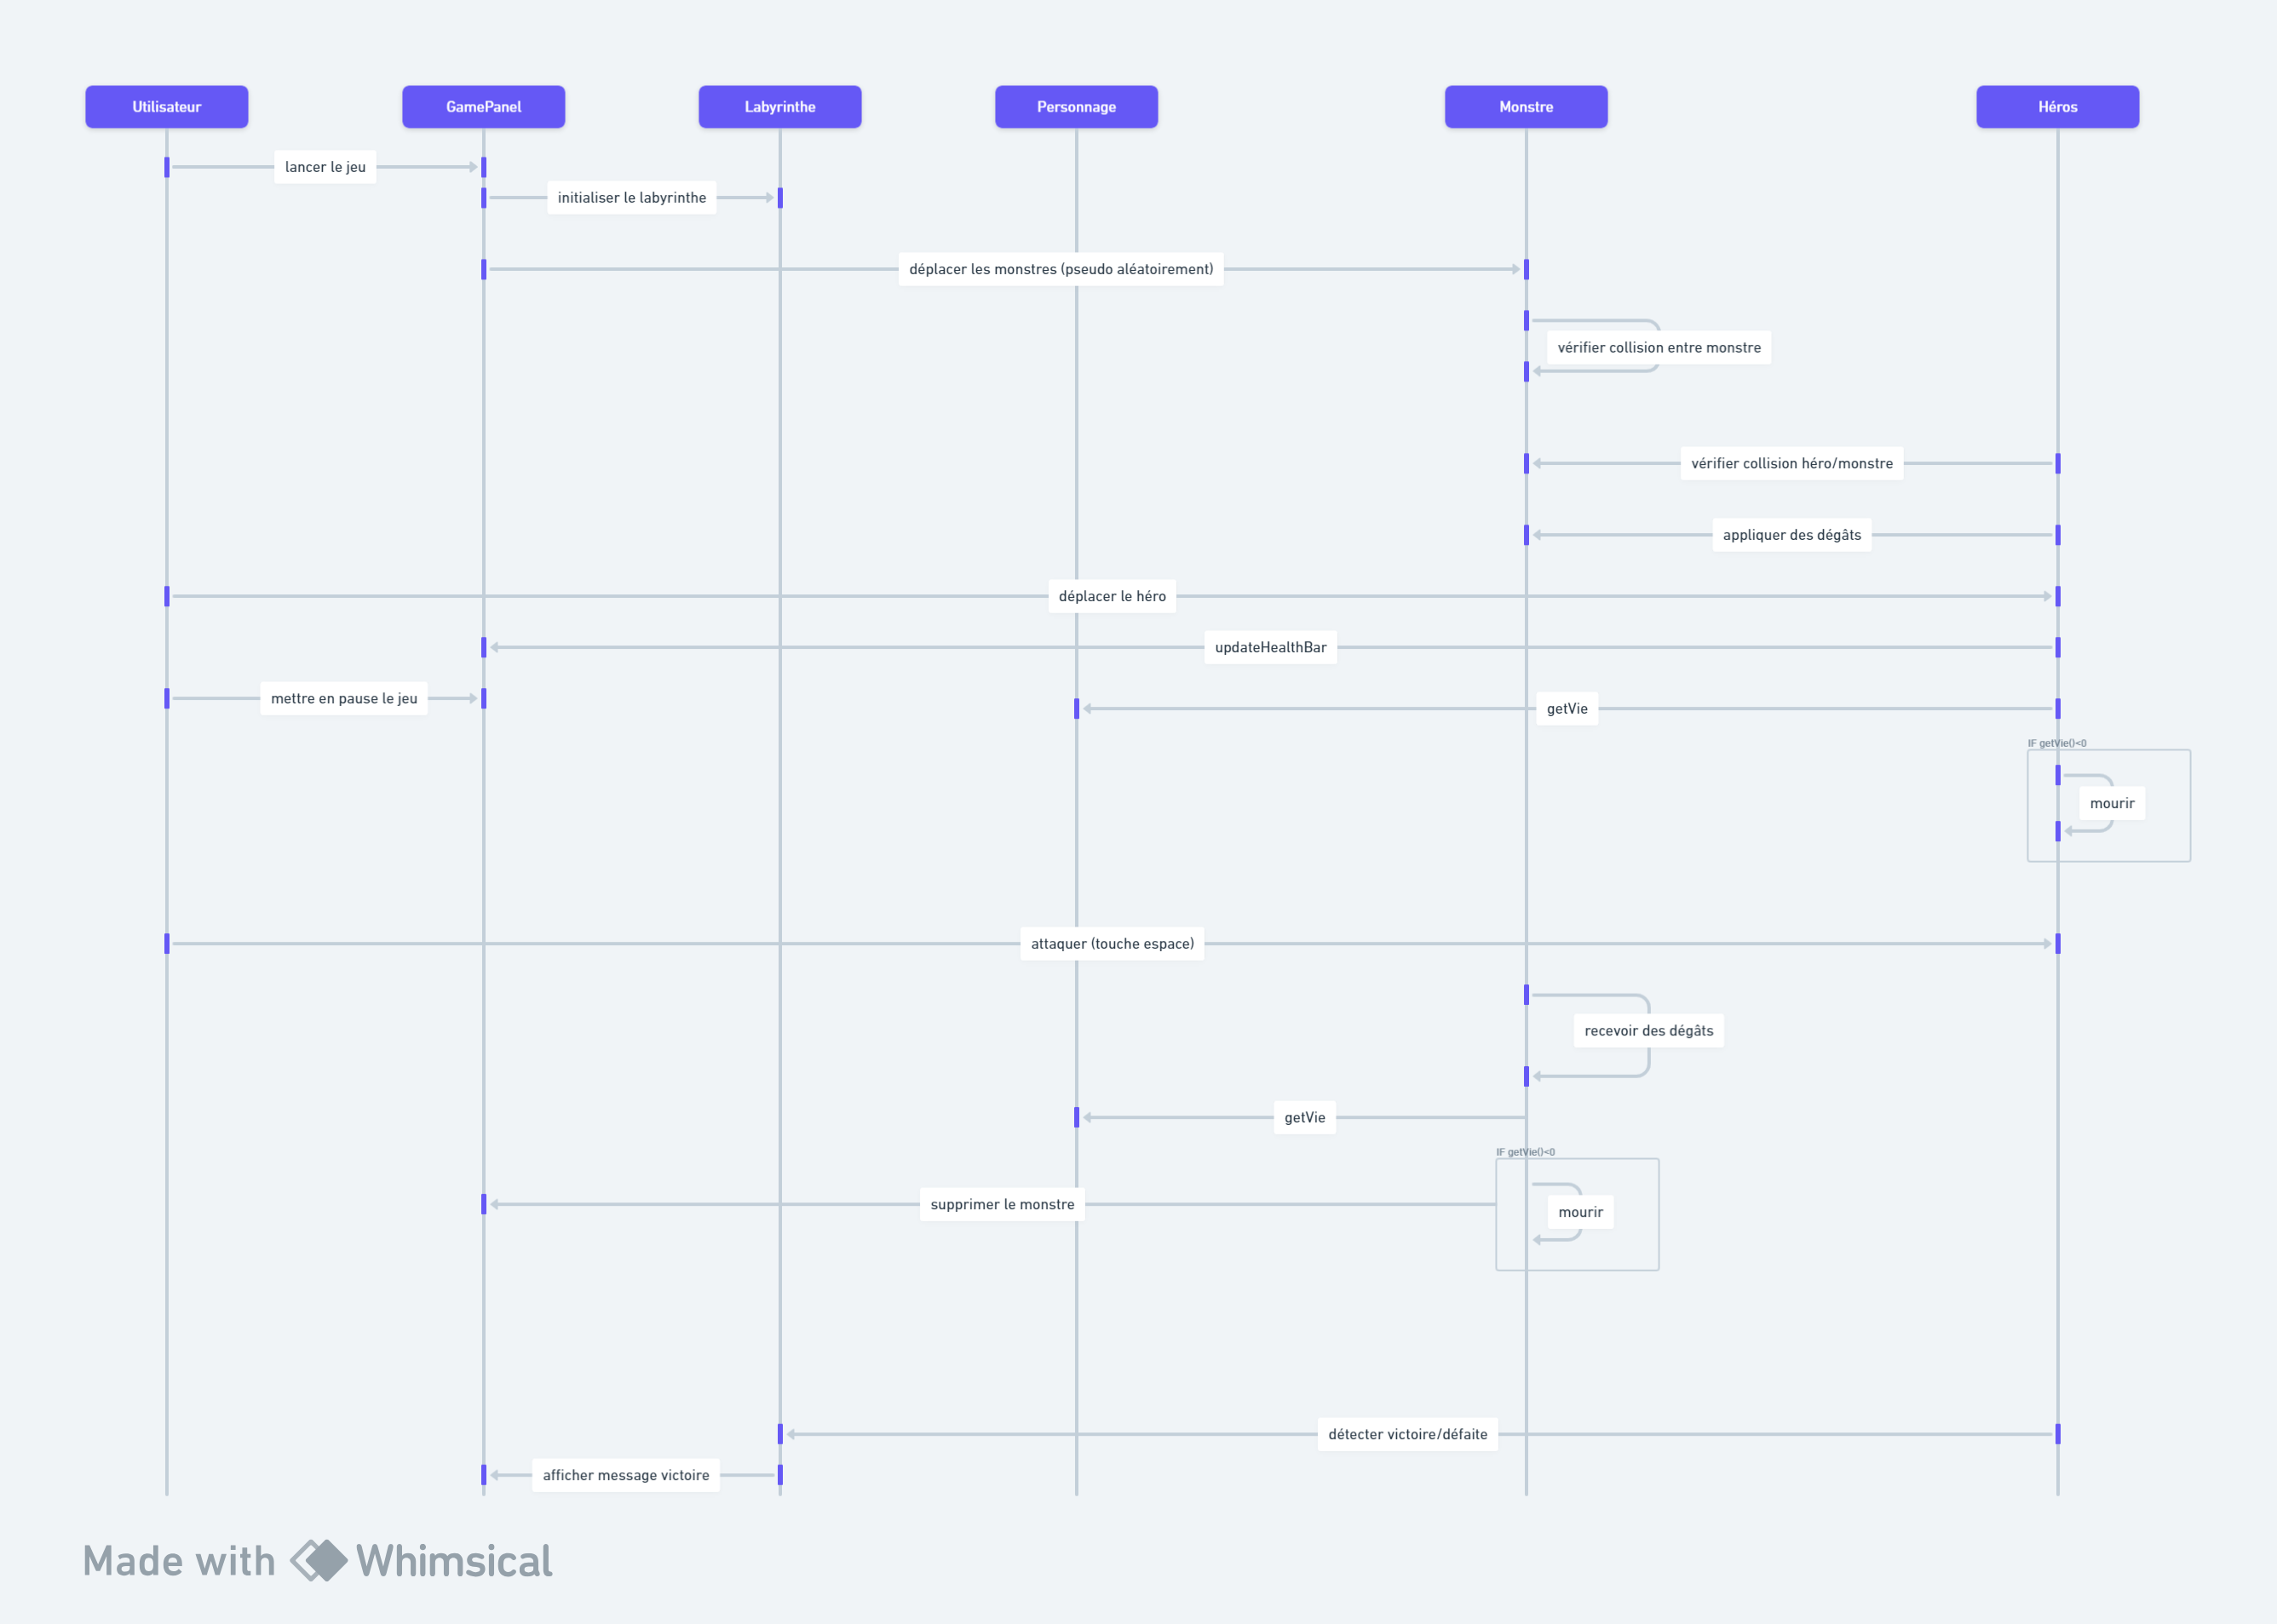 Utilisateur
GamePanel
Labyrinthe
Personnage
Monstre
Héros
lancer le jeu
initialiser le labyrinthe
déplacer les monstres (pseudo aléatoirement)
vérifier collision entre monstre
vérifier collision héro/monstre
appliquer des dégâts
déplacer le héro
updateHealthBar
mettre en pause le jeu
getVie
IF getVie()<0
mourir
attaquer (touche espace)
recevoir des dégâts
getVie
IF getVie()<0
supprimer le monstre
mourir
détecter victoire/défaite
afficher message victoire
Made with Whimsical